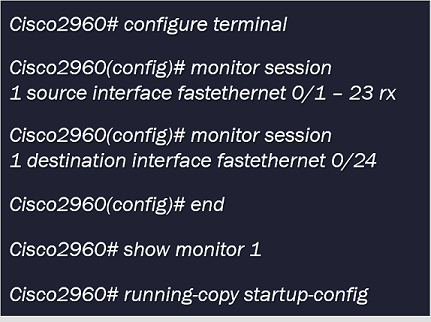 Cisco2960# configure terminal
Cisco2960(config)# monitor session
1 source interface fastethernet 0/1 – 23 rx
Cisco2960(config)# monitor session
1 destination interface fastethernet 0/24
Cisco2960(config)# end
Cisco2960# show monitor 1
Cisco2960# running-copy startup-config